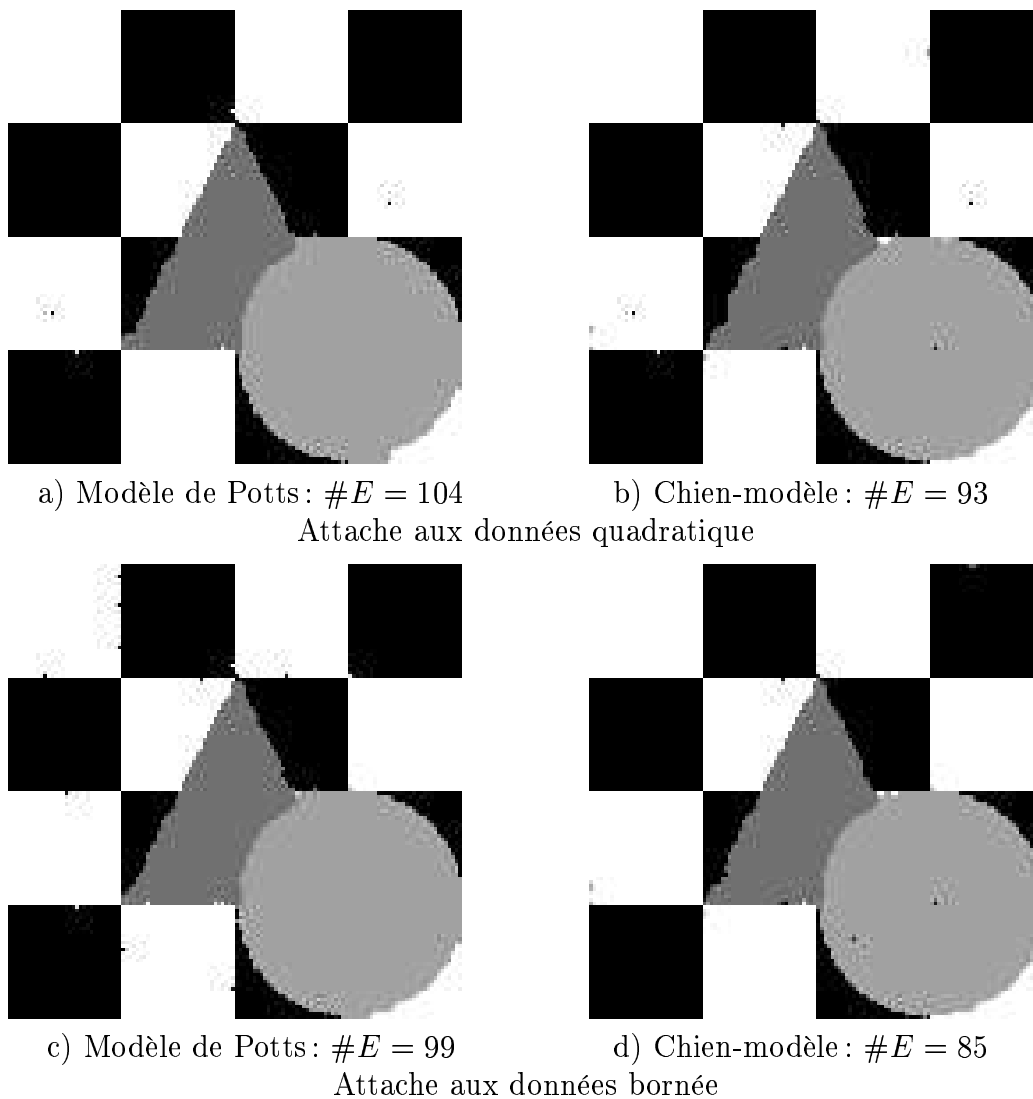 a) Modèle de Potts : #E = 104
b) Chien-modèle : #E = 93
Attache aux données quadratique
c) Modèle de Potts : #E = 99
d) Chien-modèle : #E = 85
Attache aux données bornée